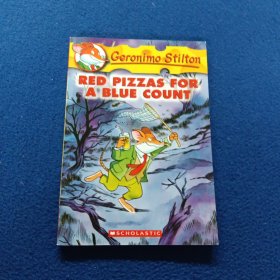 Geronimo Stilton
RED PIZZAS FOR
A BLUE COUNT
SCHOLASTIC